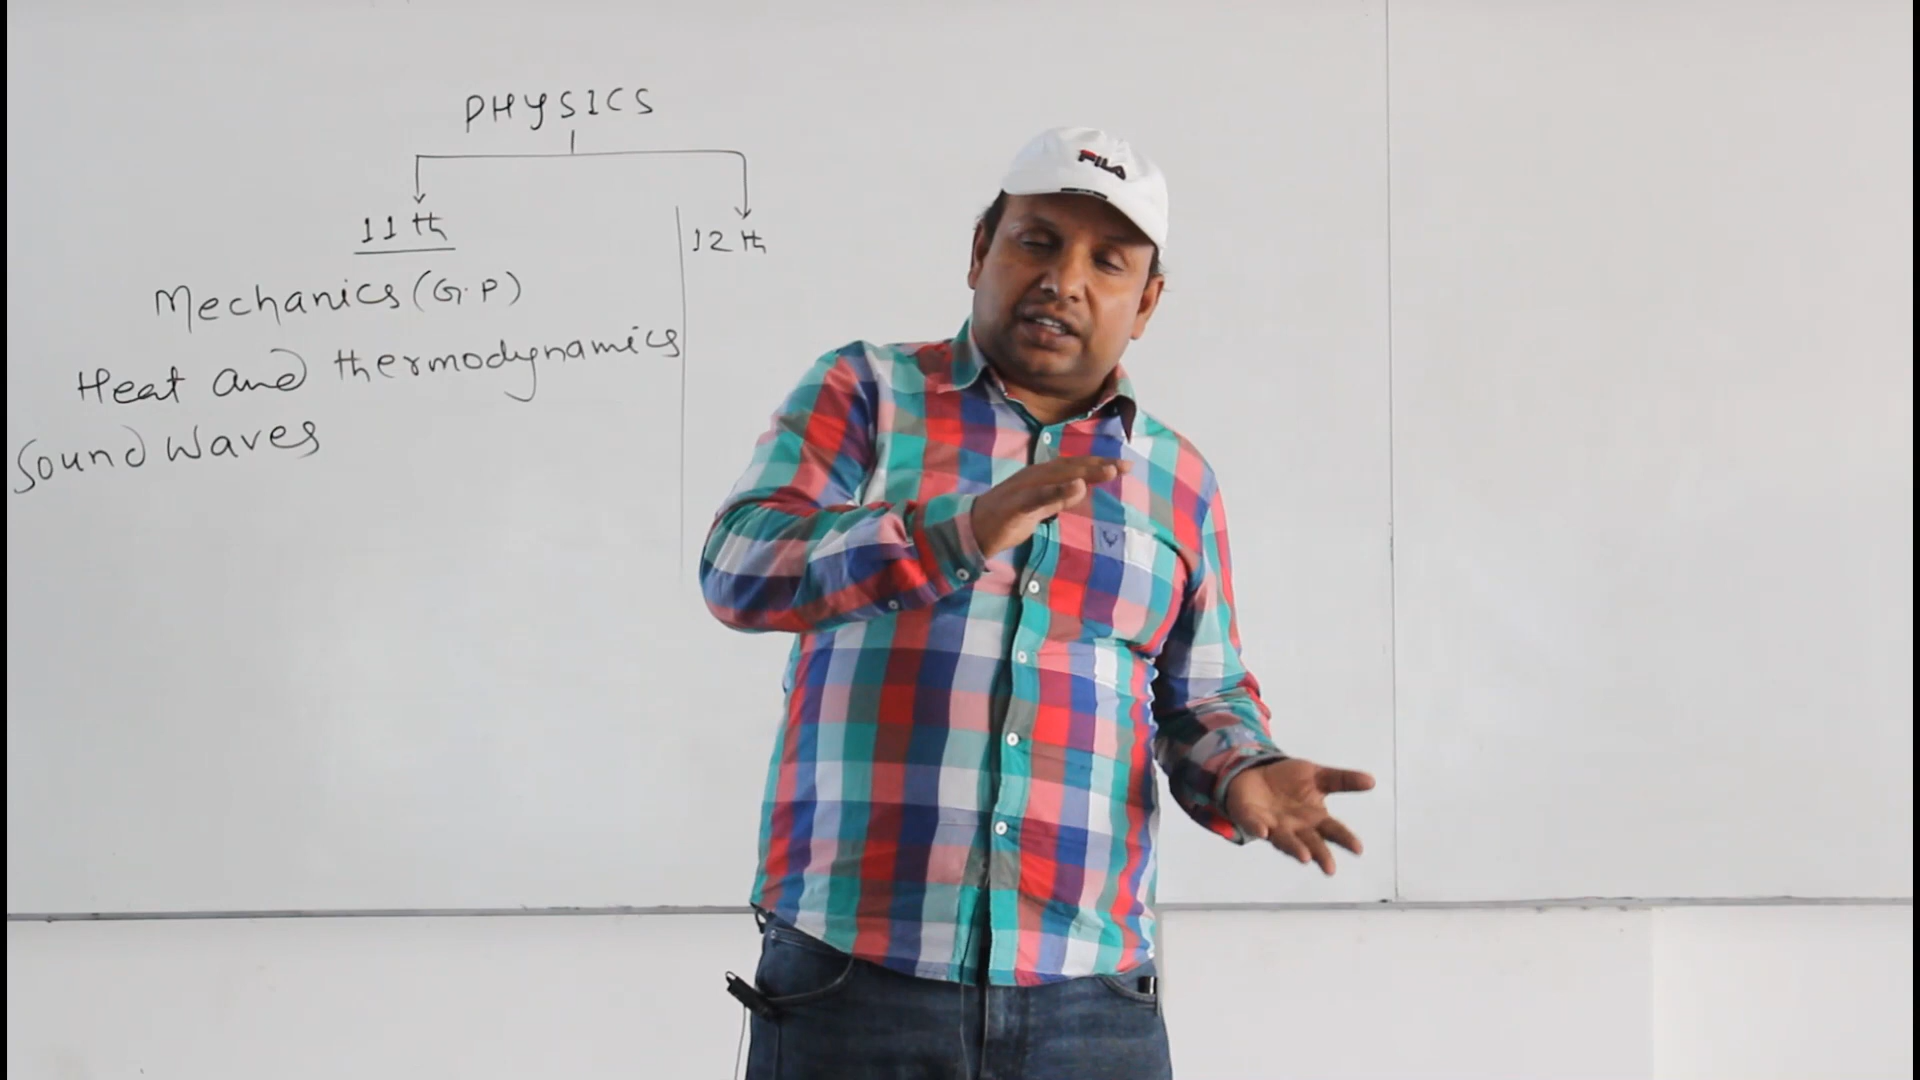 PHYSICS
11th
12th
Mechanics (G.P)
Heat and thermodynamics
Sound Waves
FILA